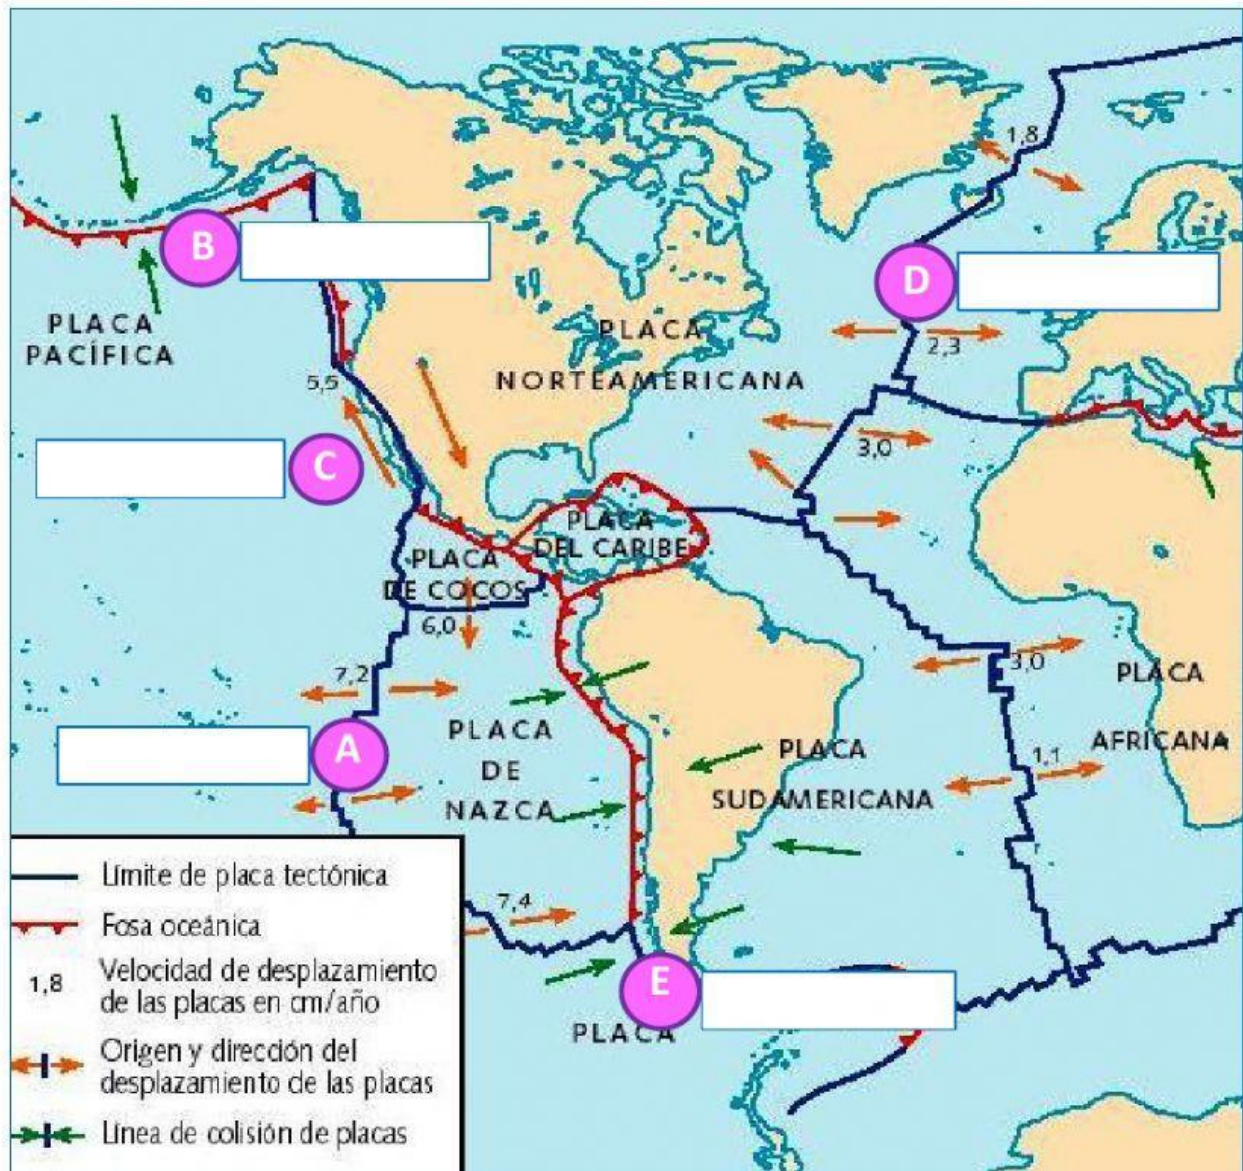 1,8
B
D
PLACA
PACÍFICA
PLACA
NORTEAMERICANA
2,3
5,5
3,0
C
PLACA
DEL CARIBE
PLACA
DE COCOS
6,0
7,2
3,0
PLACA
AFRICANA
A
PLACA
DE
NAZCA
PLACA
SUDAMERICANA
1,1
7,4
E
PLACA
Límite de placa tectónica
Fosa oceánica
1,8 Velocidad de desplazamiento
de las placas en cm/año
Origen y dirección del
desplazamiento de las placas
Línea de colisión de placas